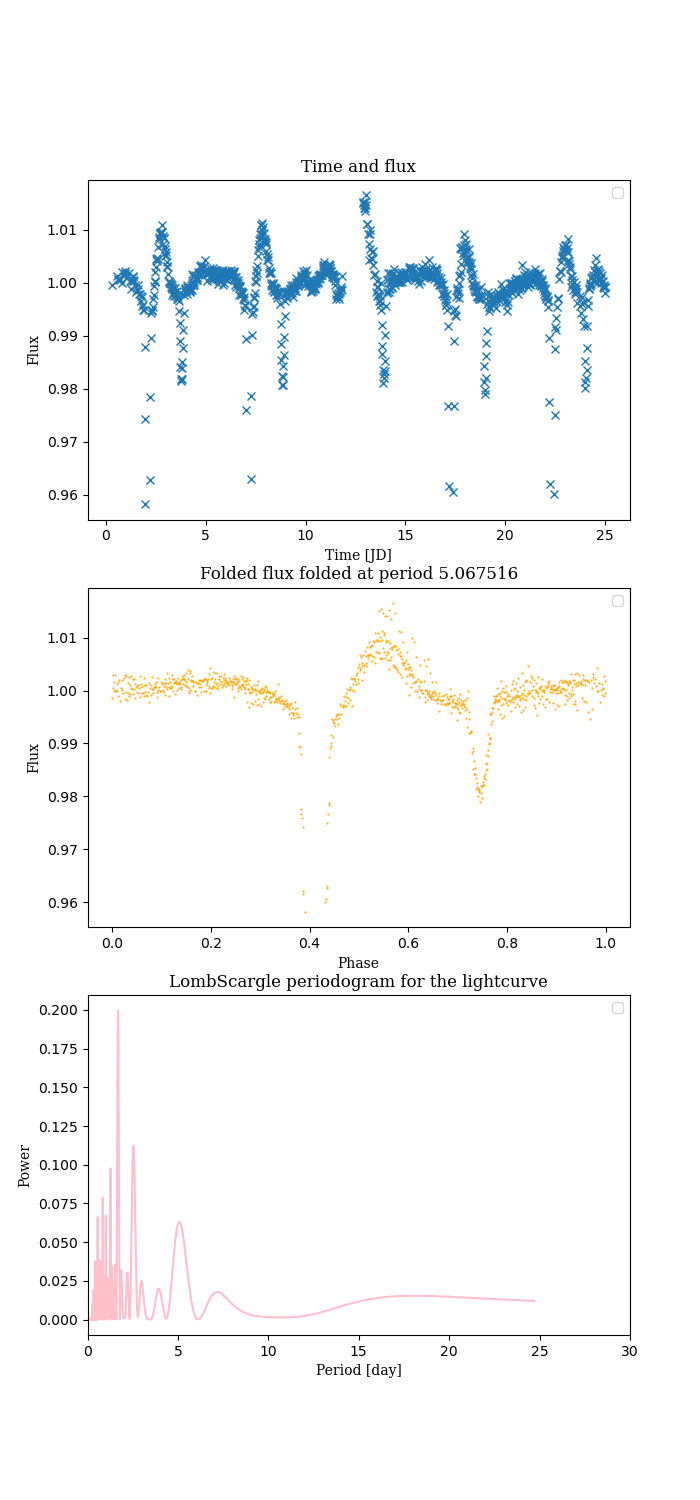 Time and flux
1.01
1.00
0.99
0.98
0.97
0.96
Flux
0 5 10 15 20 25
Time [JD]
Folded flux folded at period 5.067516
1.01
1.00
0.99
0.98
0.97
0.96
Flux
0.0 0.2 0.4 0.6 0.8 1.0
Phase
LombScargle periodogram for the lightcurve
0.200
0.175
0.150
0.125
0.100
0.075
0.050
0.025
0.000
Power
0 5 10 15 20 25 30
Period [day]